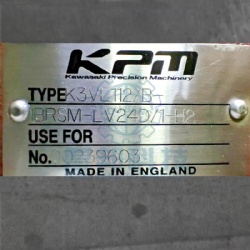 KPM
Kawasaki Precision Machinery
TYPE K3VL112/B-
1BRSM-LV24D/1-H2
USE FOR
No.
MADE IN ENGLAND